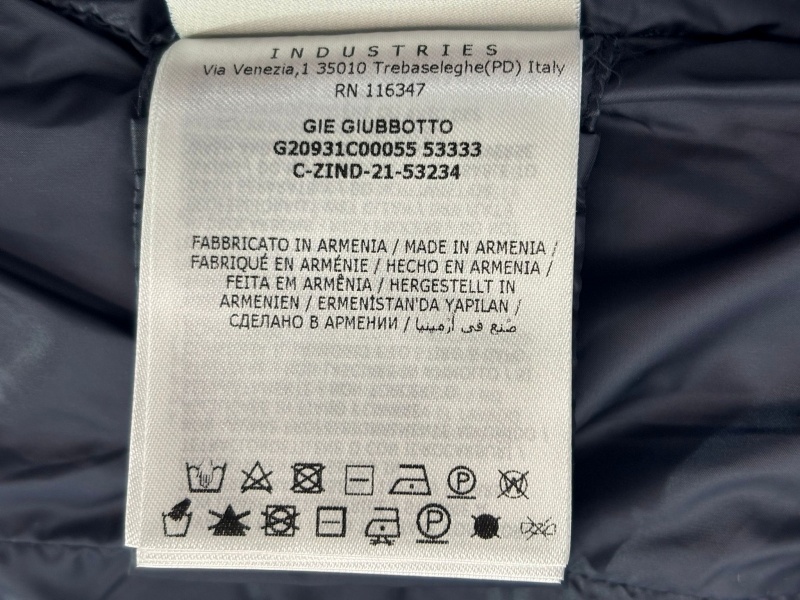 INDUSTRIES
Via Venezia,1 35010 Trebaseleghe(PD) Italy
RN 116347
GIE GIUBBOTTO
G20931C00055 53333
C-ZIND-21-53234
FABBRICATO IN ARMENIA / MADE IN ARMENIA /
FABRIQUÉ EN ARMÉNIE / HECHO EN ARMENIA /
FEITA EM ARMÊNIA / HERGESTELLT IN
ARMENIEN / ERMENİSTAN'DA YAPILAN /
СДЕЛАНО В АРМЕНИИ / صُنِع في أرْمينيا
P W
P